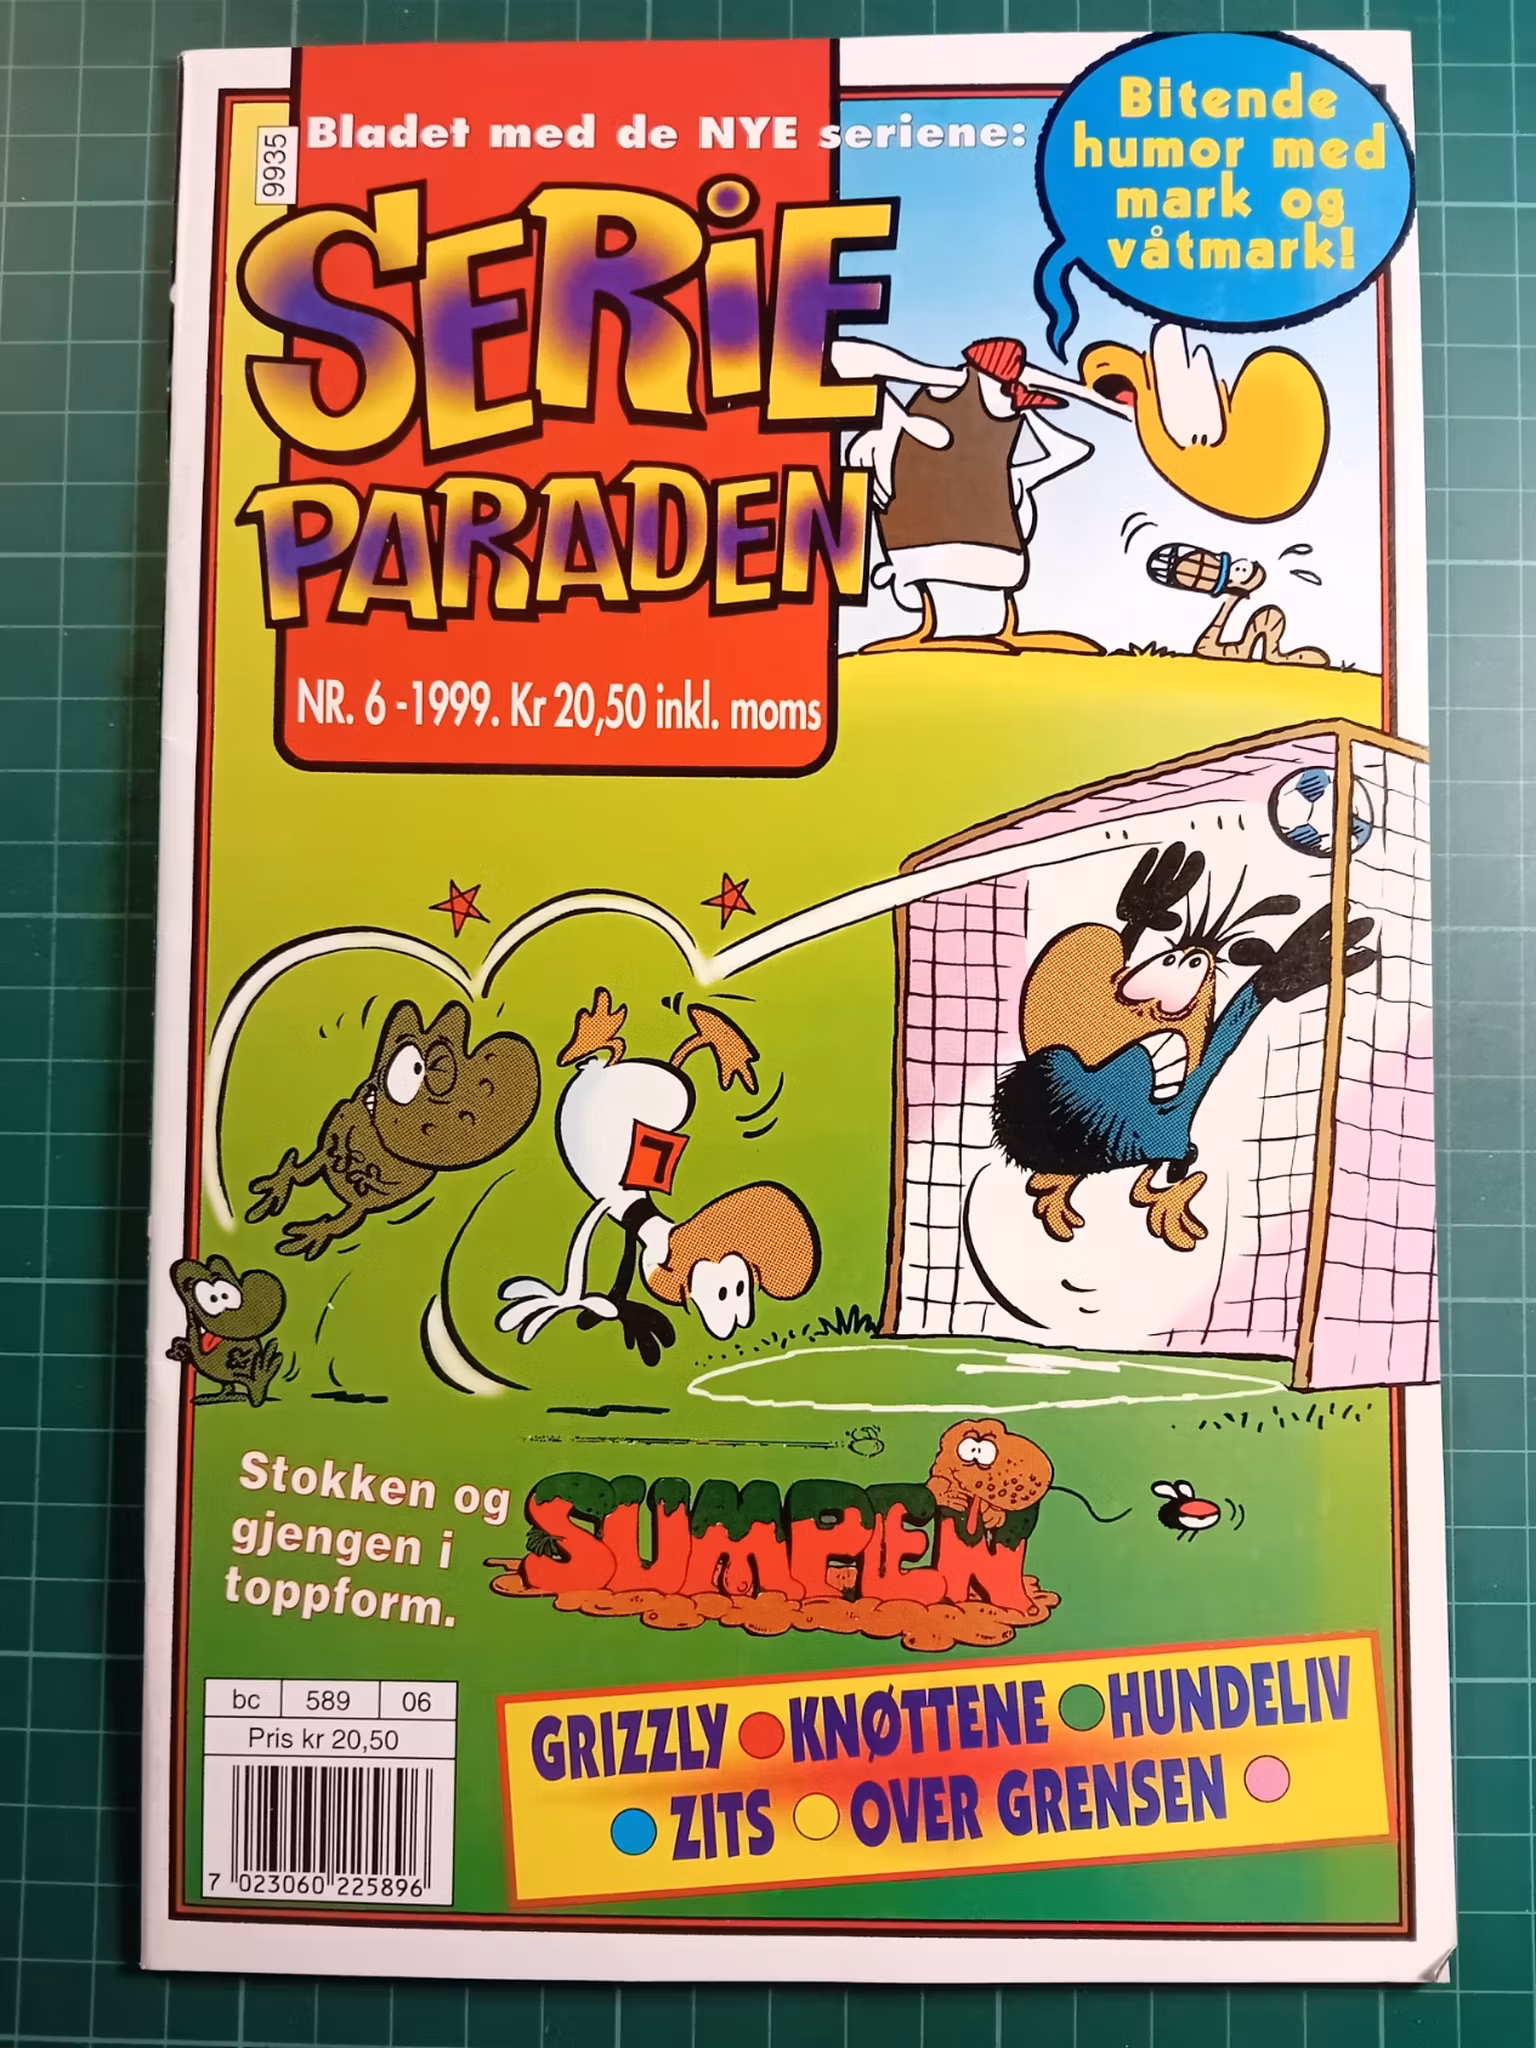 Bladet med de NYE seriene:
9935
SERiE
PARADEN
NR. 6 -1999. Kr 20,50 inkl. moms
Bitende
humor med
mark og
våtmark!
7
Stokken og
gjengen i
toppform.
SUMPEN
bc 589 06
Pris kr 20,50
7 023060 225896
GRIZZLY KNØTTENE HUNDELIV
ZITS OVER GRENSEN